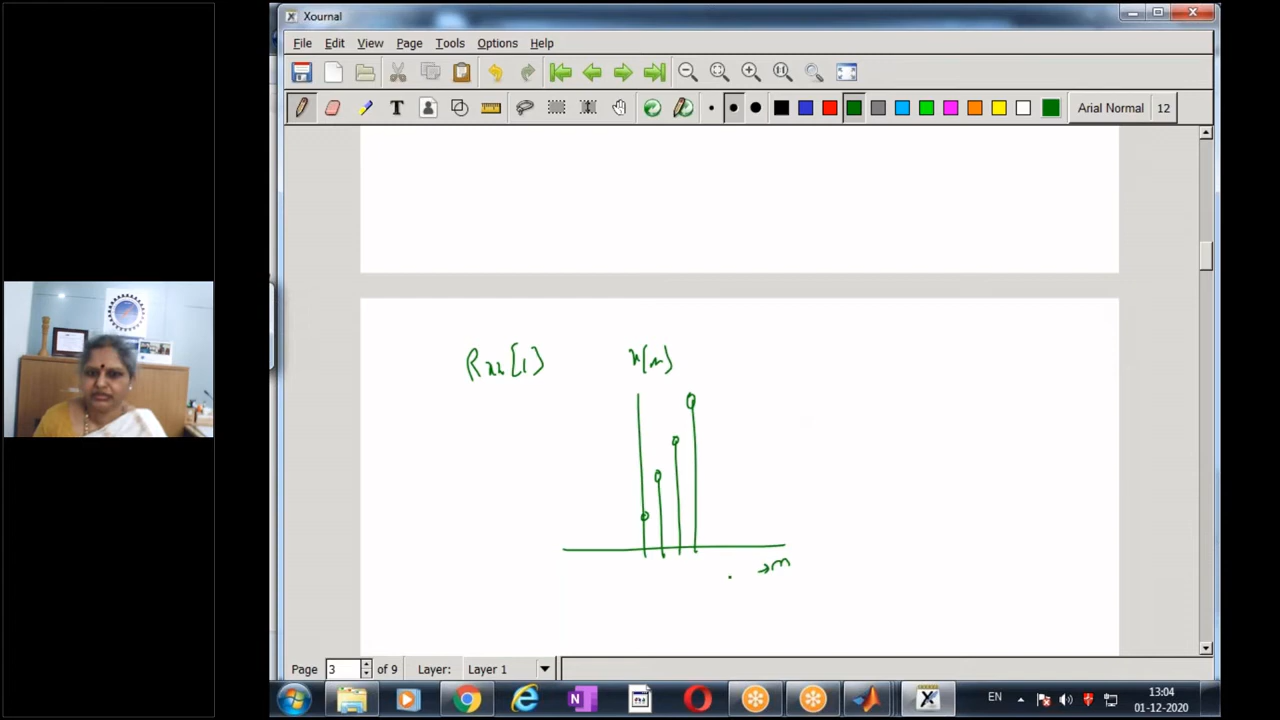 Xournal
File Edit View Page Tools Options Help
Arial Normal 12
Rxx[1] x[m]
→m
Page 3 of 9 Layer: Layer 1
EN 13:04
01-12-2020